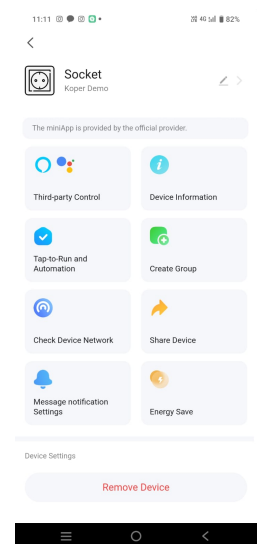 11:11
4G 82%
Socket
Koper Demo
The miniApp is provided by the official provider.
Third-party Control
Device Information
Tap-to-Run and
Automation
Create Group
Check Device Network
Share Device
Message notification
Settings
Energy Save
Device Settings
Remove Device